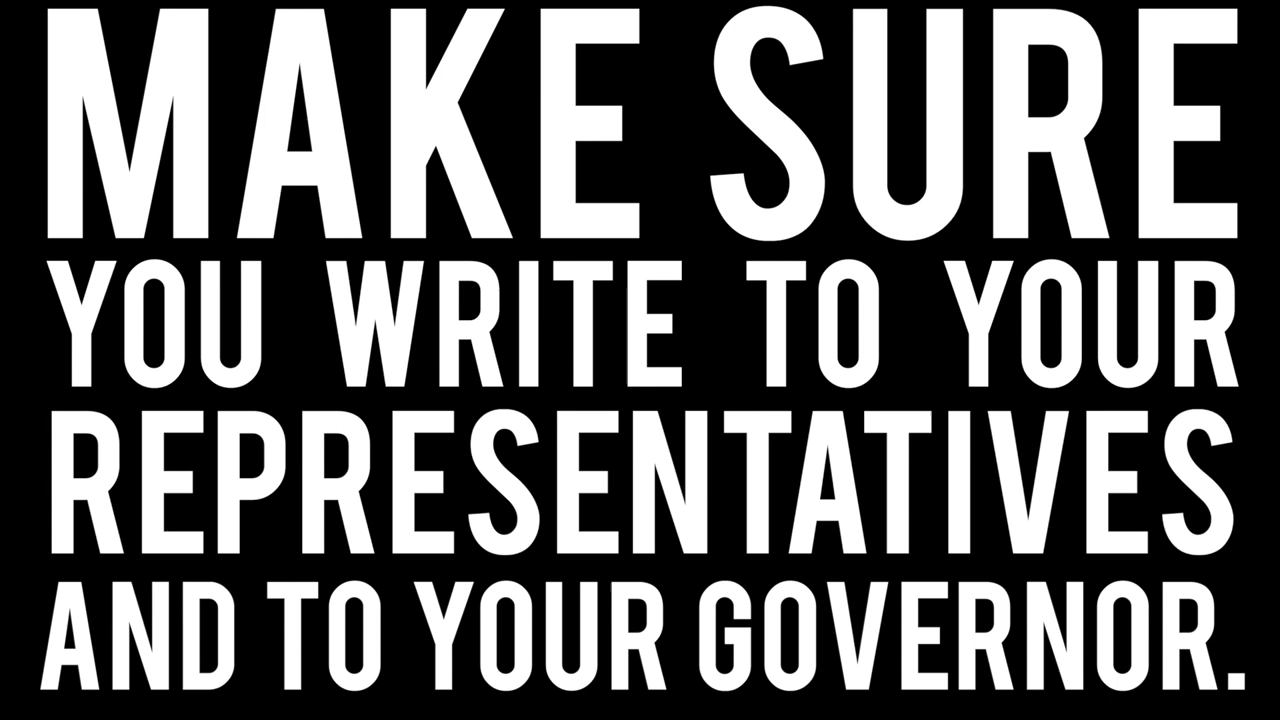 MAKE SURE
YOU WRITE TO YOUR
REPRESENTATIVES
AND TO YOUR GOVERNOR.